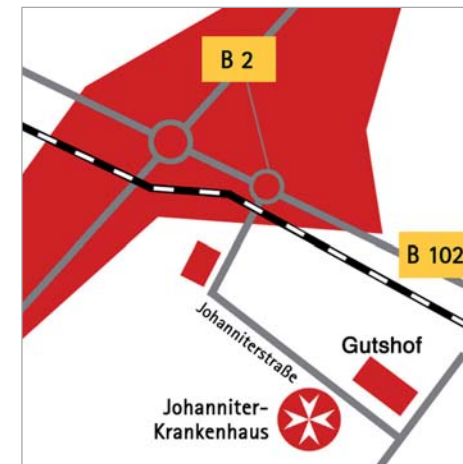 B 2
B 102
Johanniterstraße
Gutshof
Johanniter-
Krankenhaus